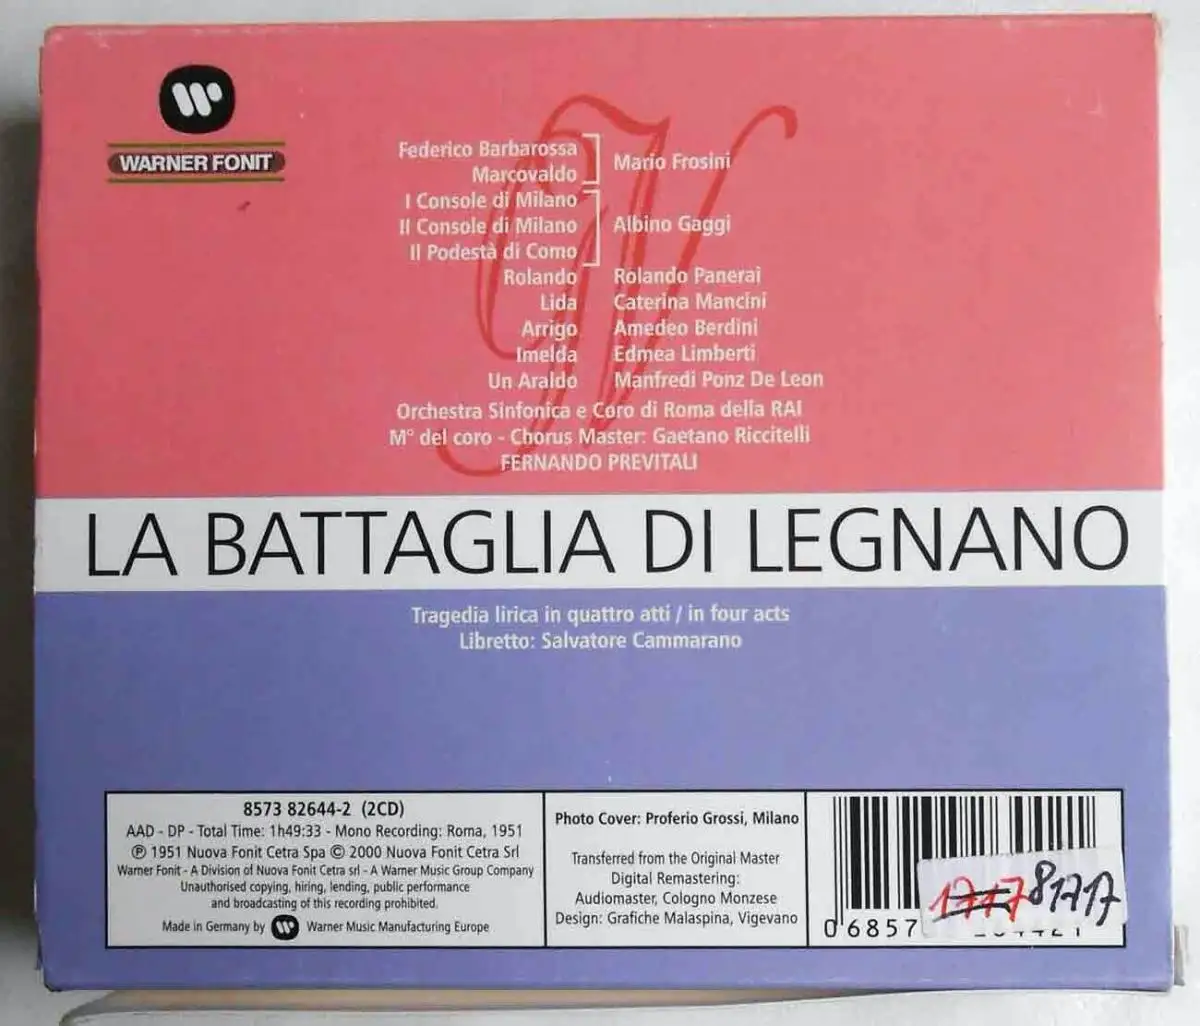 WARNER FONIT
Federico Barbarossa
Marcovaldo
Mario Frosini
I Console di Milano
II Console di Milano
Il Podestà di Como
Albino Gaggi
Rolando Rolando Panerai
Lida Caterina Mancini
Arrigo Amedeo Berdini
Imelda Edmea Limberti
Un Araldo Manfredi Ponz De Leon
Orchestra Sinfonica e Coro di Roma della RAI
M° del coro - Chorus Master: Gaetano Riccitelli
FERNANDO PREVITALI
LA BATTAGLIA DI LEGNANO
Tragedia lirica in quattro atti / in four acts
Libretto: Salvatore Cammarano
8573 82644-2 (2CD)
AAD - DP - Total Time: 1h49:33 - Mono Recording: Roma, 1951
℗ 1951 Nuova Fonit Cetra Spa © 2000 Nuova Fonit Cetra Srl
Warner Fonit - A Division of Nuova Fonit Cetra srl - A Warner Music Group Company
Unauthorised copying, hiring, lending, public performance
and broadcasting of this recording prohibited.
Made in Germany by Warner Music Manufacturing Europe
Photo Cover: Proferio Grossi, Milano
Transferred from the Original Master
Digital Remastering:
Audiomaster, Cologno Monzese
Design: Grafiche Malaspina, Vigevano
1717 81717
0 6857